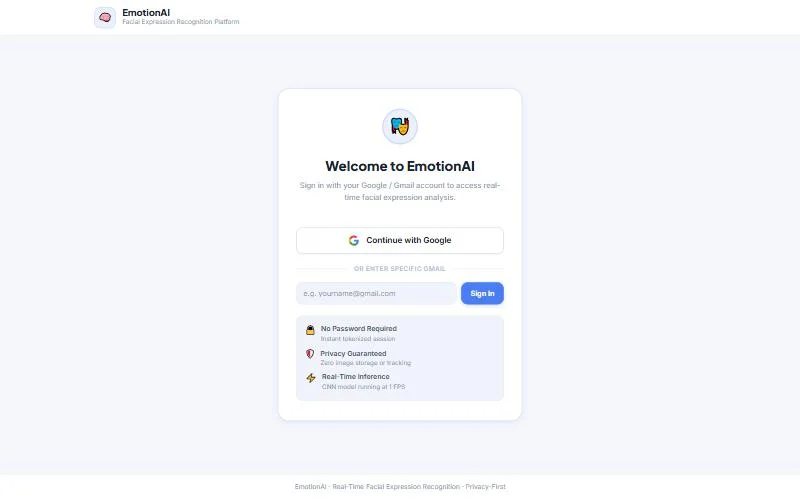 EmotionAI
Facial Expression Recognition Platform
Welcome to EmotionAI
Sign in with your Google / Gmail account to access real-
time facial expression analysis.
Continue with Google
OR ENTER SPECIFIC GMAIL
e.g. yourname@gmail.com
Sign In
No Password Required
Instant tokenized session
Privacy Guaranteed
Zero image storage or tracking
Real-Time Inference
CNN model running at 1 FPS
EmotionAI · Real-Time Facial Expression Recognition · Privacy-First